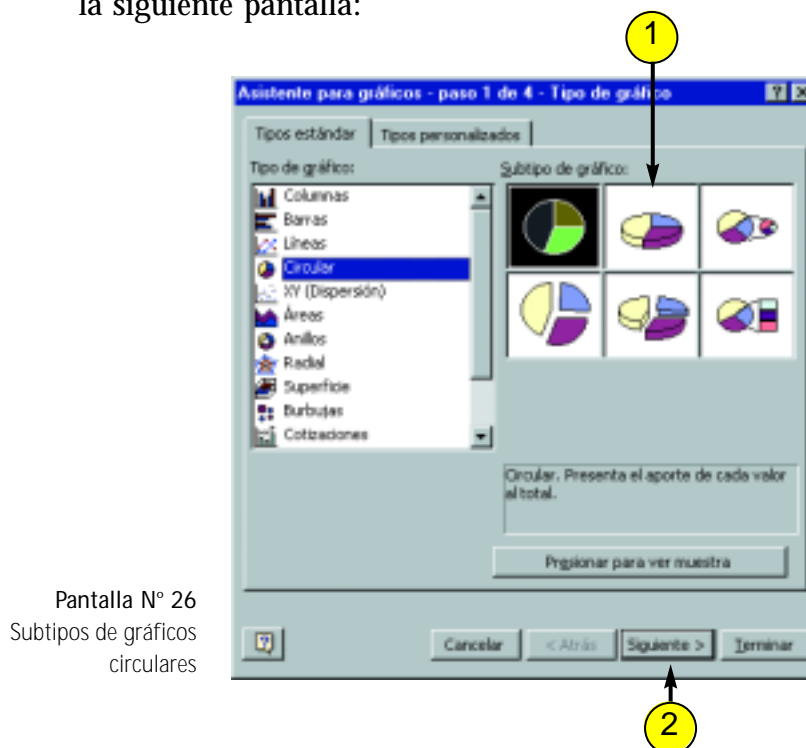 la siguiente pantalla:
1
Asistente para gráficos - paso 1 de 4 - Tipo de gráfico
Tipos estándar
Tipos personalizados
Tipo de gráfico:
Subtipo de gráfico:
Columnas
Barras
Líneas
Circular
XY (Dispersión)
Áreas
Anillos
Radial
Superficie
Burbujas
Cotizaciones
Circular. Presenta el aporte de cada valor
al total.
Presionar para ver muestra
Pantalla N° 26
Subtipos de gráficos
circulares
Cancelar
< Atrás
Siguiente >
Terminar
2